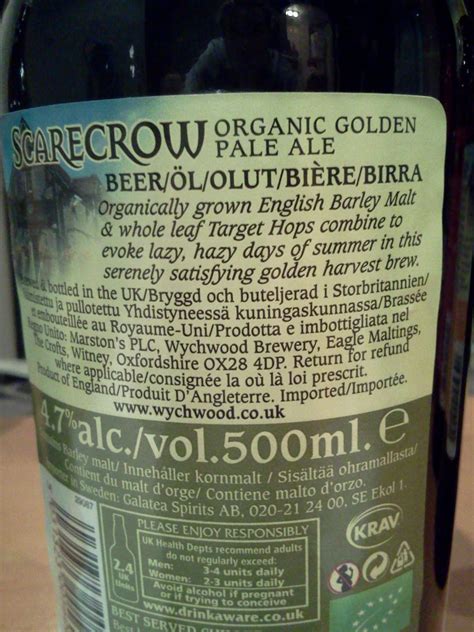 SCARECROW ORGANIC GOLDEN
PALE ALE
BEER/ÖL/OLUT/BIÈRE/BIRRA
Organically grown English Barley Malt
& whole leaf Target Hops combine to
evoke lazy, hazy days of summer in this
serenely satisfying golden harvest brew.
& bottled in the UK/Bryggd och buteljerad i Storbritannien/
ja pullotettu Yhdistyneessä kuningaskunnassa/Brassée
et embouteillée au Royaume-Uni/Prodotta e imbottigliata nel
Regno Unido: Marston's PLC, Wychwood Brewery, Eagle Maltings,
The Crofts, Witney, Oxfordshire OX28 4DP. Return for refund
where applicable/consignée la où là loi prescrit.
Product of England/Produit D'Angleterre. Imported/Importée.
www.wychwood.co.uk
4.7%alc./vol.500ml. e
Barley malt/ Innehåller kornmalt / Sisältää ohramallasta/
Contient du malt d'orge/ Contiene malto d'orzo.
in Sweden: Galatea Spirits AB, 020-21 24 00. SE Ekol 1.
PLEASE ENJOY RESPONSIBLY
UK Health Depts recommend adults
do not regularly exceed:
Men: 3-4 units daily
Women: 2-3 units daily
Avoid alcohol if pregnant
or if trying to conceive
www.drinkaware.co.uk
2.4
UK
Units
KRAV
BEST SERVED